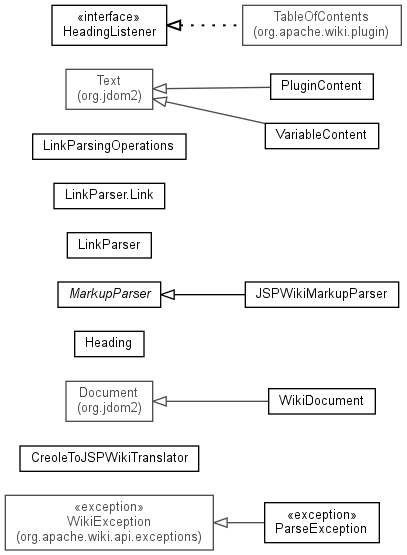 «interface»
HeadingListener
TableOfContents
(org.apache.wiki.plugin)
Text
(org.jdom2)
PluginContent
VariableContent
LinkParsingOperations
LinkParser.Link
LinkParser
MarkupParser
JSPWikiMarkupParser
Heading
Document
(org.jdom2)
WikiDocument
CreoleToJSPWikiTranslator
«exception»
WikiException
(org.apache.wiki.api.exceptions)
«exception»
ParseException